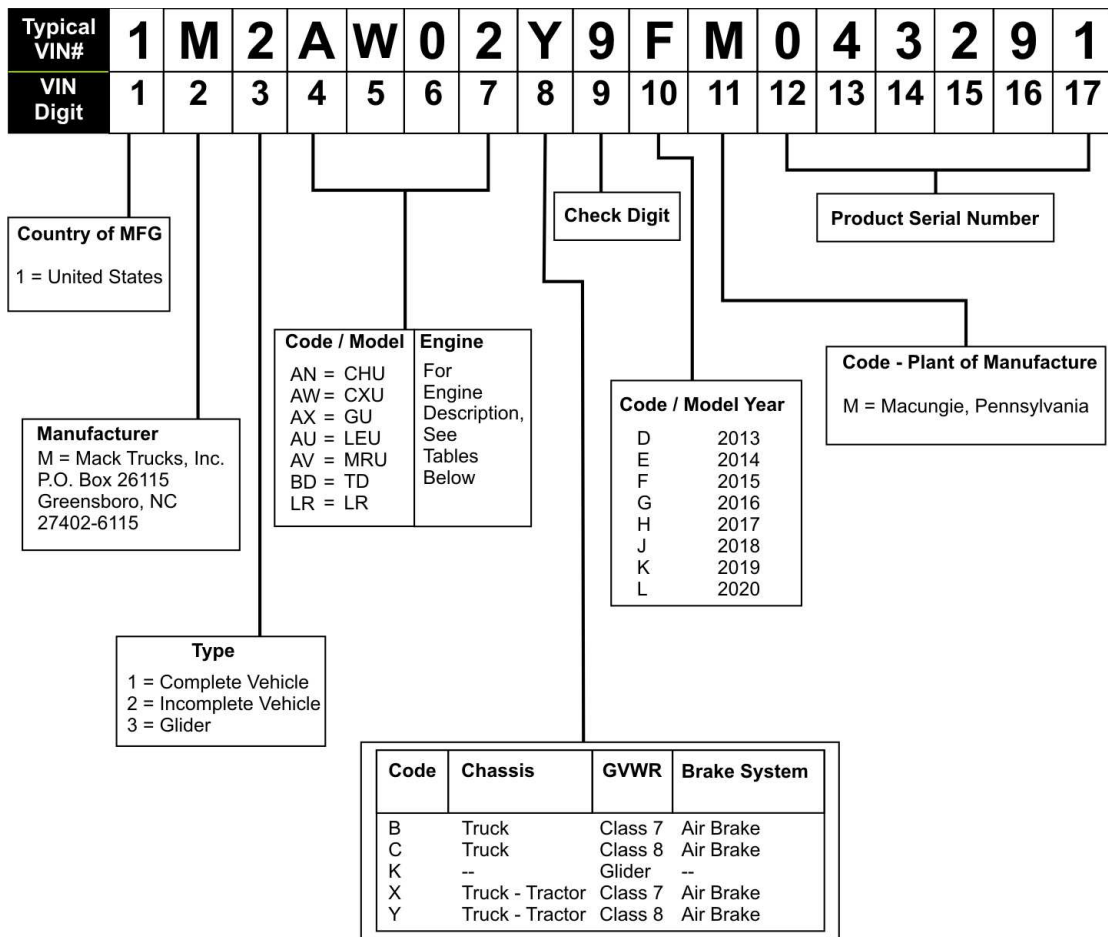 Typical VIN# 1 M 2 A W 0 2 Y 9 F M 0 4 3 2 9 1
VIN Digit 1 2 3 4 5 6 7 8 9 10 11 12 13 14 15 16 17
Country of MFG
1 = United States
Manufacturer
M = Mack Trucks, Inc.
P.O. Box 26115
Greensboro, NC
27402-6115
Type
1 = Complete Vehicle
2 = Incomplete Vehicle
3 = Glider
Code / Model
AN = CHU
AW = CXU
AX = GU
AU = LEU
AV = MRU
BD = TD
LR = LR
Engine
For
Engine
Description,
See
Tables
Below
Code Chassis GVWR Brake System
B Truck Class 7 Air Brake
C Truck Class 8 Air Brake
K -- Glider --
X Truck - Tractor Class 7 Air Brake
Y Truck - Tractor Class 8 Air Brake
Check Digit
Code / Model Year
D 2013
E 2014
F 2015
G 2016
H 2017
J 2018
K 2019
L 2020
Code - Plant of Manufacture
M = Macungie, Pennsylvania
Product Serial Number